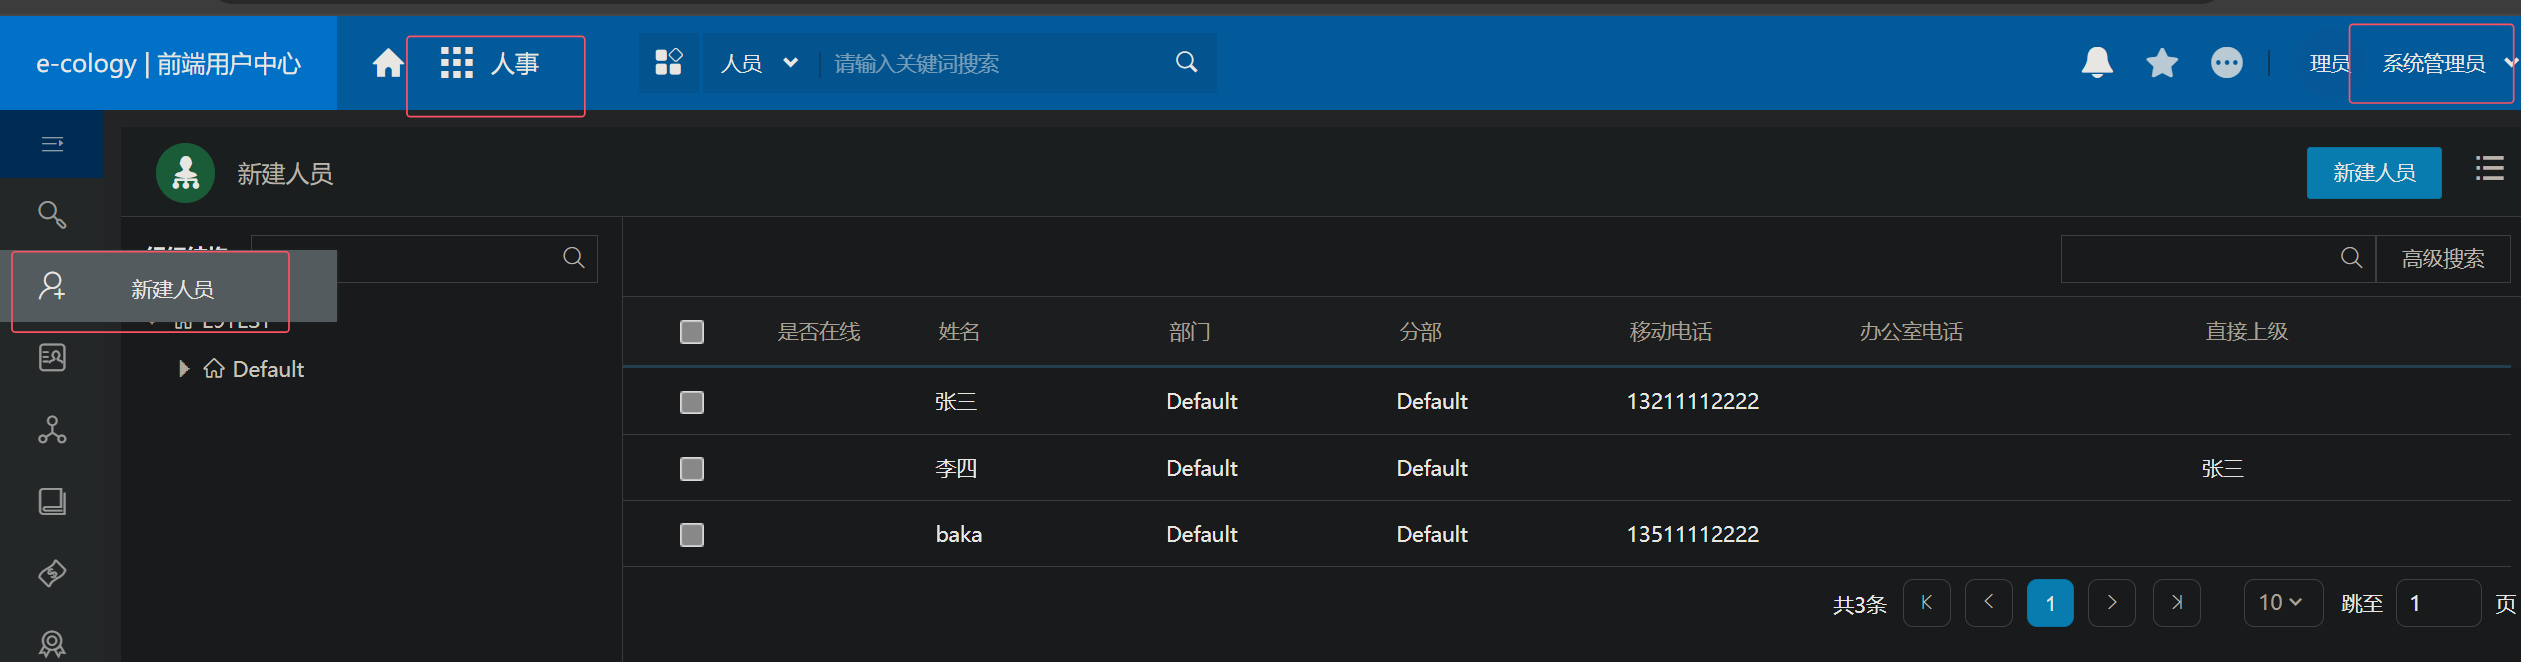 e-cology | 前端用户中心
人事
人员
请输入关键词搜索
理员
系统管理员
新建人员
新建人员
新建人员
高级搜索
是否在线 姓名 部门 分部 移动电话 办公室电话 直接上级
Default
张三 Default Default 13211112222
李四 Default Default 张三
baka Default Default 13511112222
共3条 1 10 跳至 1 页